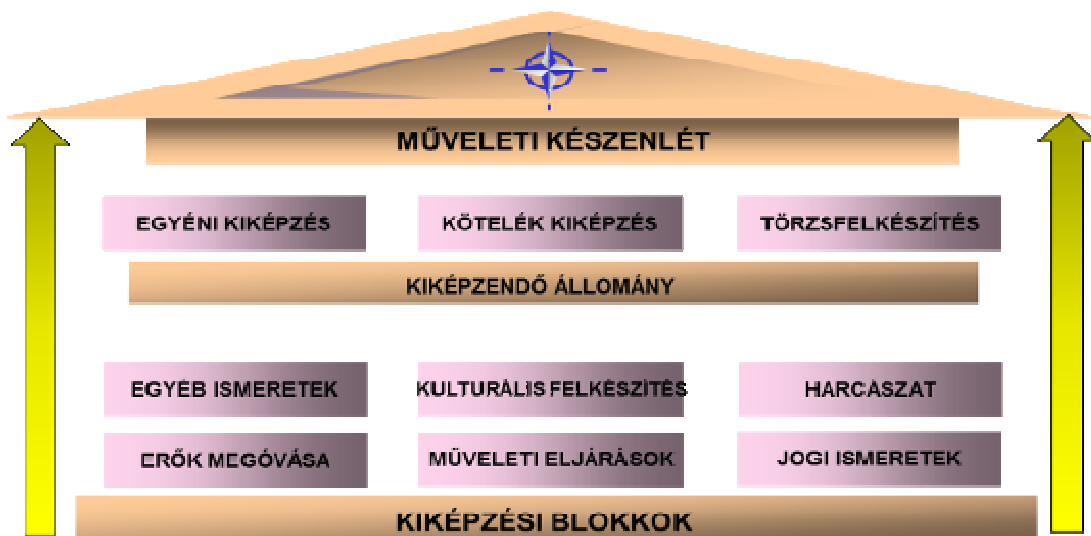 MŰVELETI KÉSZENLÉT
EGYÉNI KIKÉPZÉS
KÖTELÉK KIKÉPZÉS
TÖRZSFELKÉSZÍTÉS
KIKÉPZENDŐ ÁLLOMÁNY
EGYÉB ISMERETEK
KULTURÁLIS FELKÉSZÍTÉS
HARCÁSZAT
ERŐK MEGÓVÁSA
MŰVELETI ELJÁRÁSOK
JOGI ISMERETEK
KIKÉPZÉSI BLOKKOK